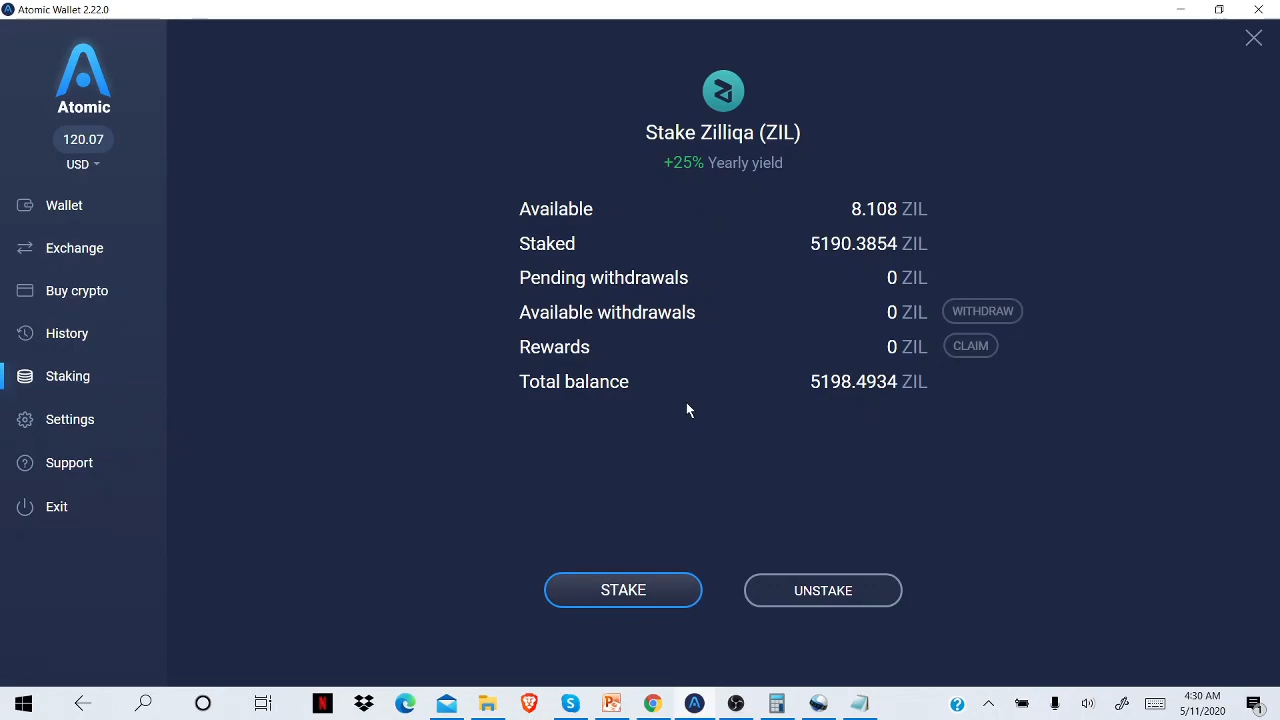 Atomic Wallet 2.22.0
Atomic
120.07
USD
Wallet
Exchange
Buy crypto
History
Staking
Settings
Support
Exit
Stake Zilliqa (ZIL)
+25% Yearly yield
Available 8.108 ZIL
Staked 5190.3854 ZIL
Pending withdrawals 0 ZIL
Available withdrawals 0 ZIL WITHDRAW
Rewards 0 ZIL CLAIM
Total balance 5198.4934 ZIL
STAKE UNSTAKE
4:30 AM
5/11/2020
1